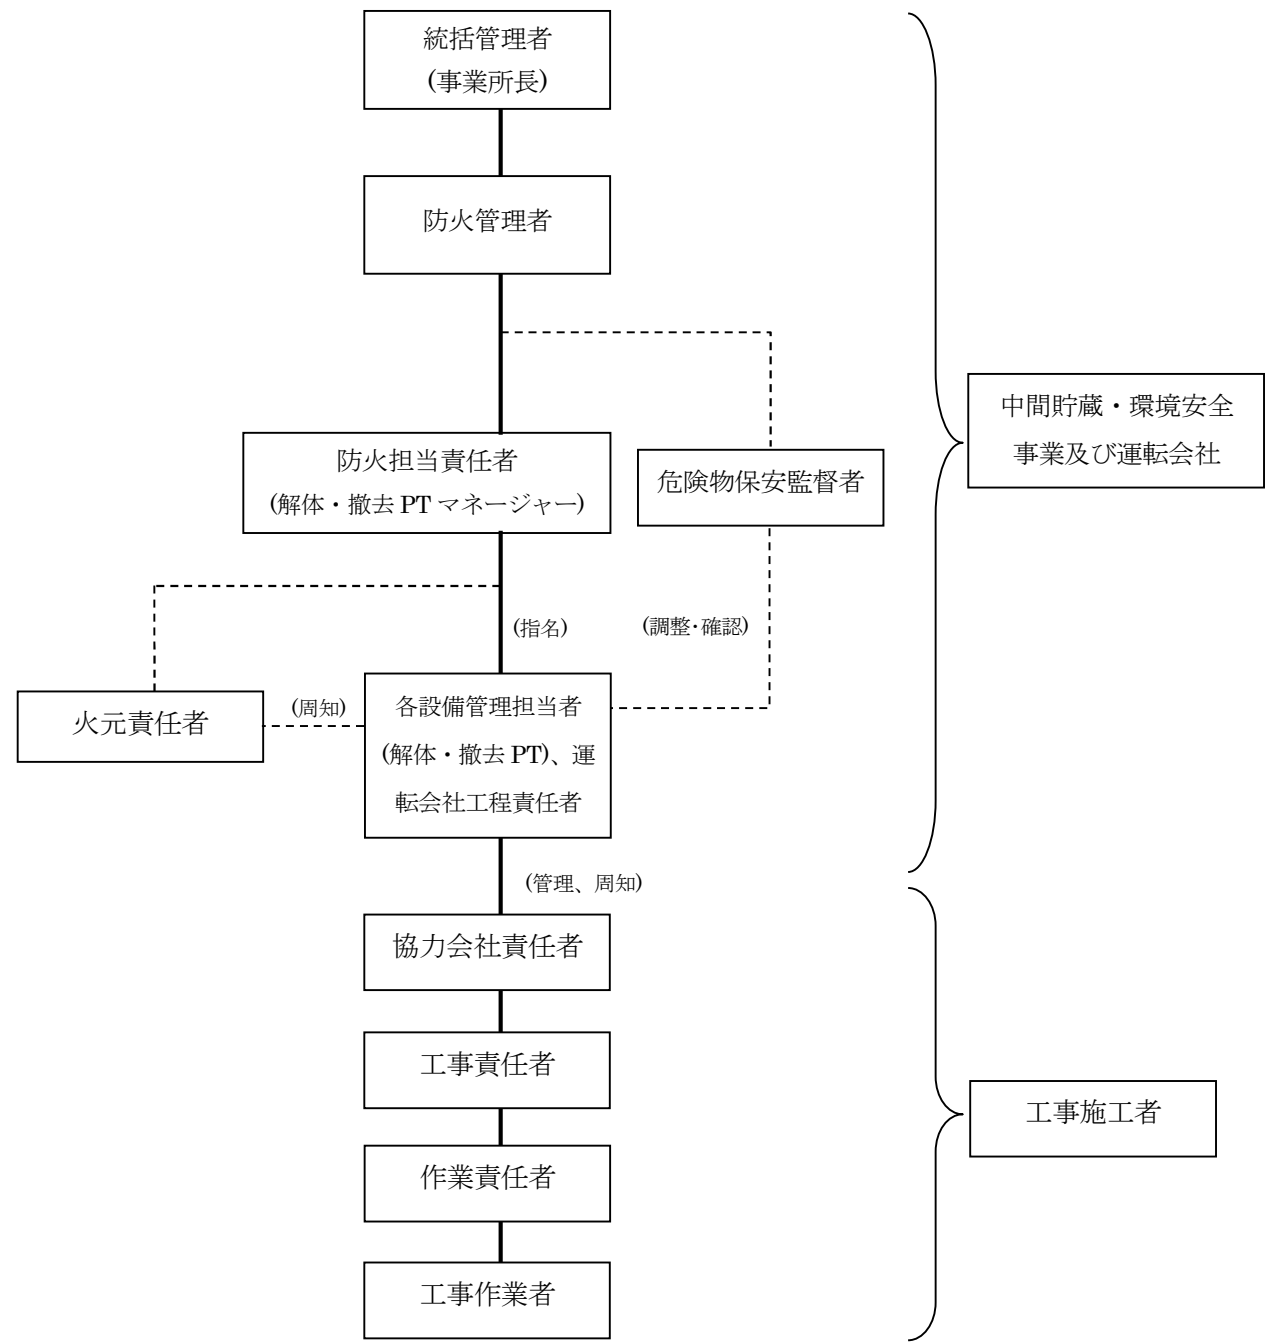 統括管理者
(事業所長)
防火管理者
防火担当責任者
(解体・撤去 PT マネージャー)
危険物保安監督者
中間貯蔵・環境安全
事業及び運転会社
(指名)
(調整・確認)
火元責任者
(周知)
各設備管理担当者
(解体・撤去 PT)、運
転会社工程責任者
(管理、周知)
協力会社責任者
工事責任者
工事施工者
作業責任者
工事作業者